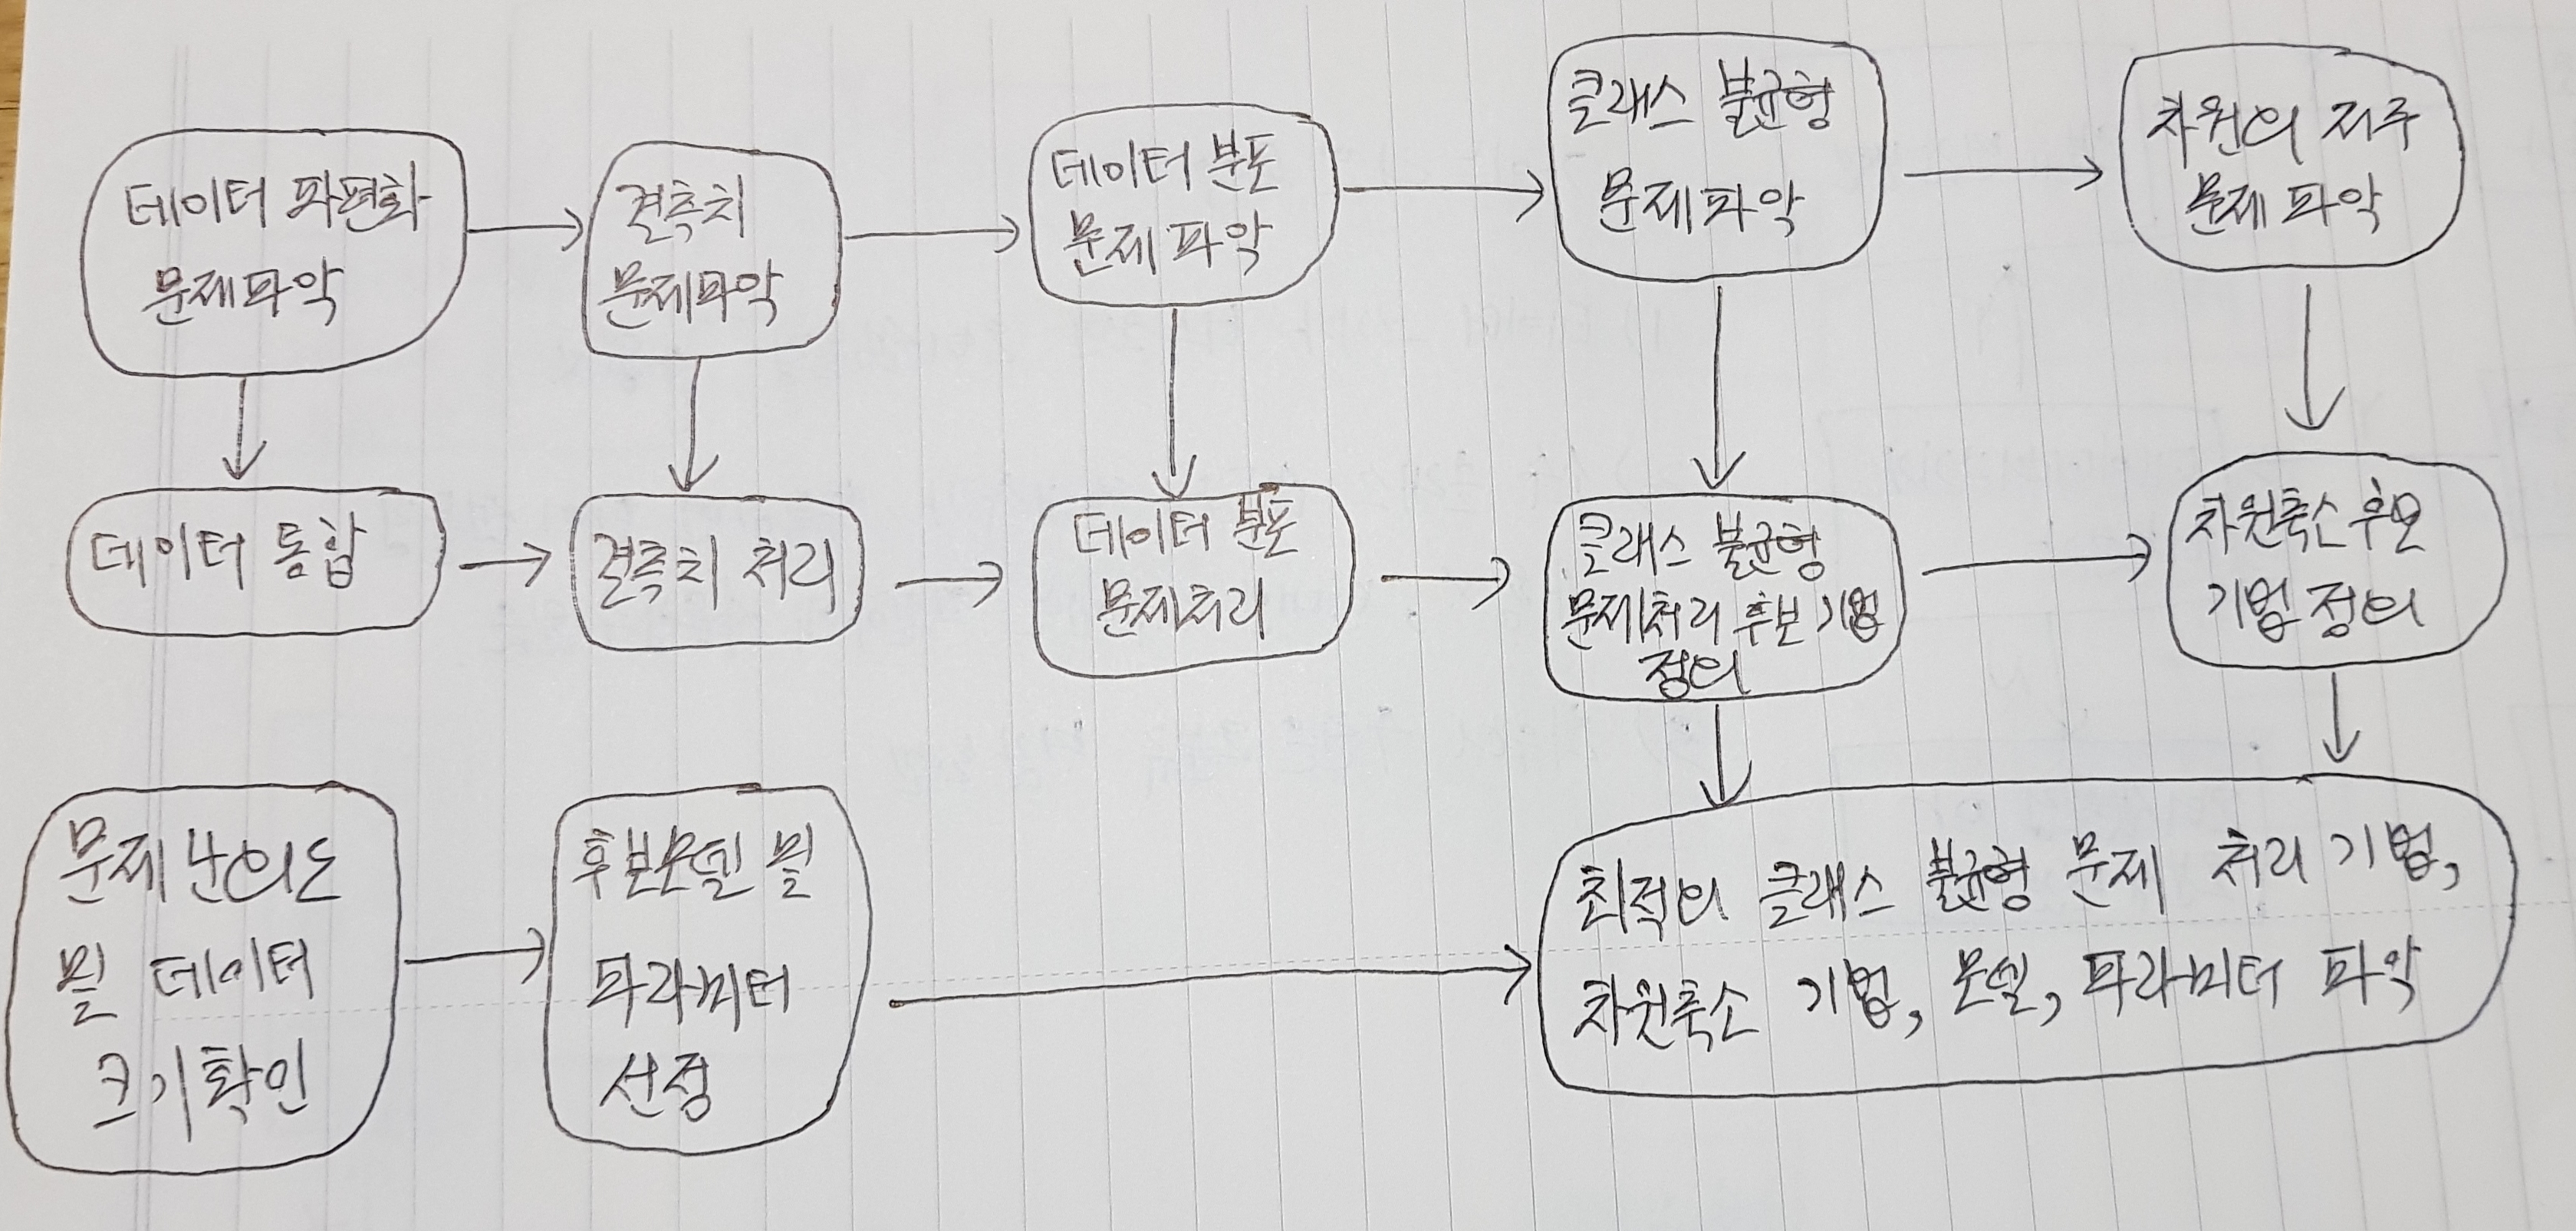 데이터 파편화
문제파악
결측치
문제파악
데이터 분포
문제 파악
클래스 불균형
문제파악
차원의 저주
문제 파악
데이터 통합
결측치 처리
데이터 분포
문제처리
클래스 불균형
문제처리 후보 기법
정의
차원축소 후보
기법 정의
문제 난이도
및 데이터
크기확인
후보모델 및
파라미터
선정
최적의 클래스 불균형 문제 처리 기법,
차원축소 기법, 모델, 파라미터 파악